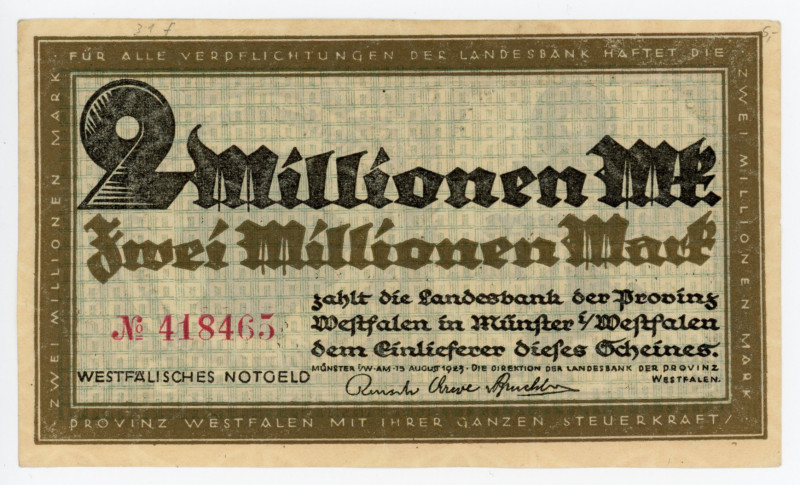 31 f
5,-
FÜR ALLE VERPFLICHTUNGEN DER LANDESBANK HAFTET DIE
ZWEI MILLIONEN MARK
ZWEI MILLIONEN MARK
2 Millionen Mk.
Zwei Millionen Mark
zahlt die Landesbank der Provinz
Westfalen in Münster i/Westfalen
dem Einlieferer dieses Scheines.
№ 418465
WESTFÄLISCHES NOTGELD
MÜNSTER I/W·AM·15 AUGUST 1923·DIE DIREKTION DER LANDESBANK DER PROVINZ
WESTFALEN.
PROVINZ WESTFALEN MIT IHRER GANZEN STEUERKRAFT/